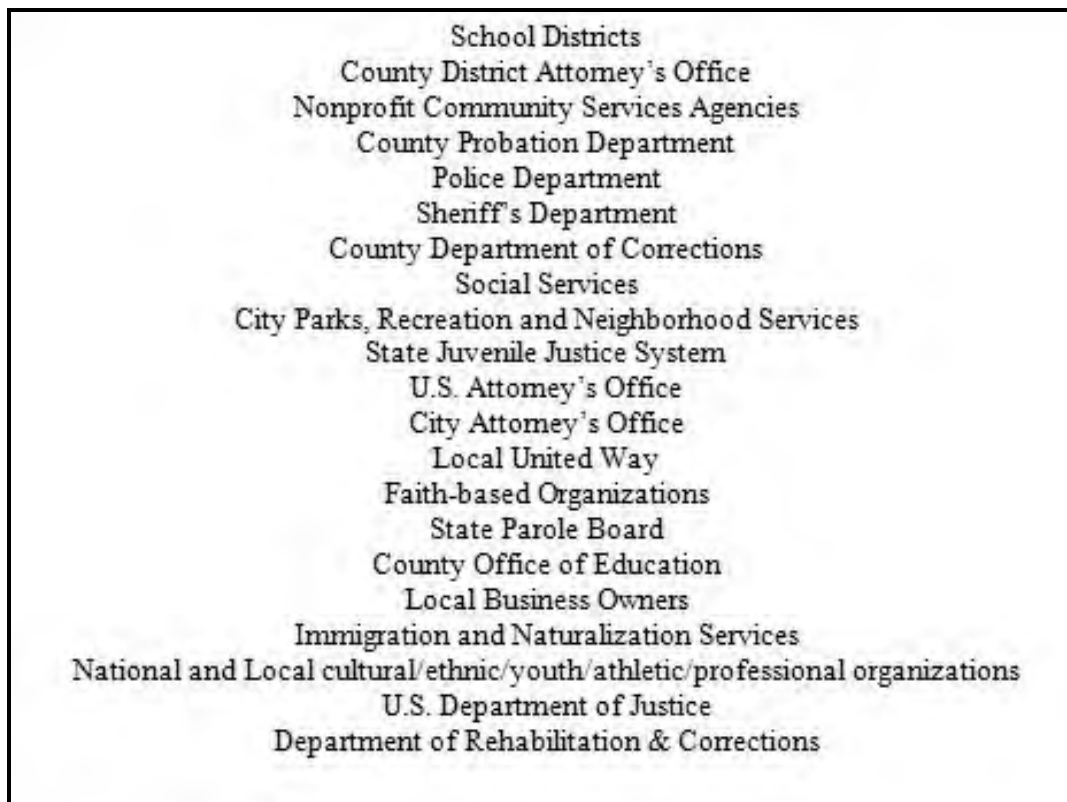 School Districts
County District Attorney's Office
Nonprofit Community Services Agencies
County Probation Department
Police Department
Sheriff's Department
County Department of Corrections
Social Services
City Parks, Recreation and Neighborhood Services
State Juvenile Justice System
U.S. Attorney's Office
City Attorney's Office
Local United Way
Faith-based Organizations
State Parole Board
County Office of Education
Local Business Owners
Immigration and Naturalization Services
National and Local cultural/ethnic/youth/athletic/professional organizations
U.S. Department of Justice
Department of Rehabilitation & Corrections